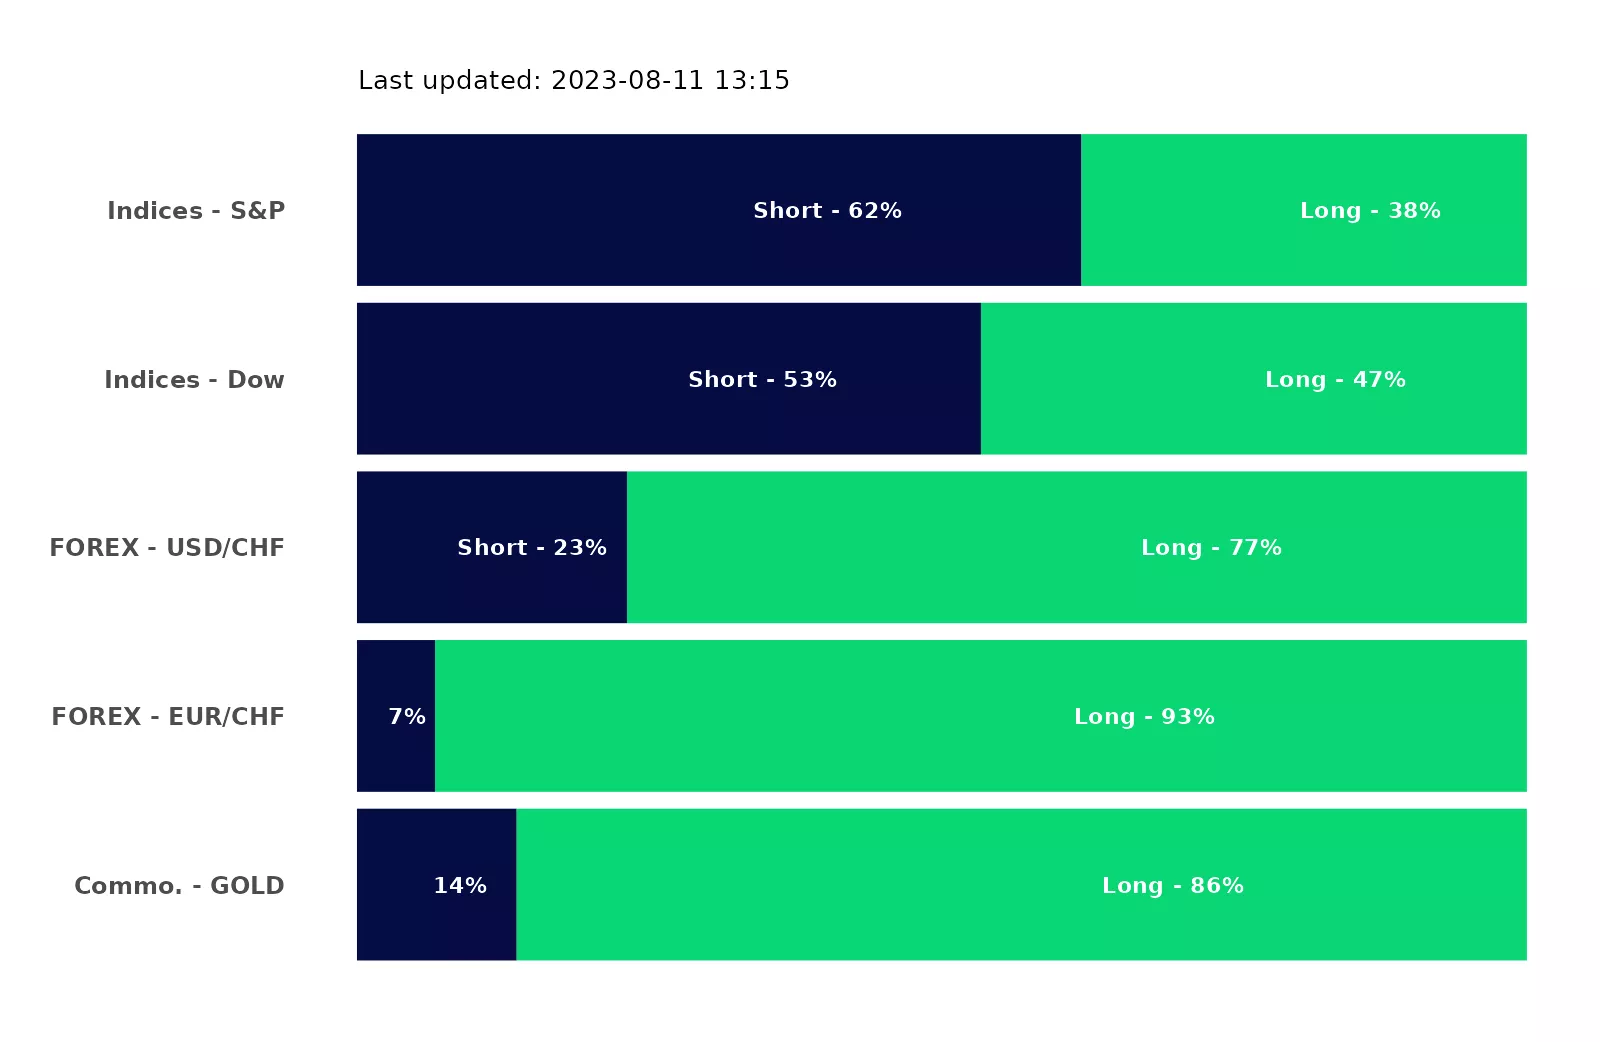 Last updated: 2023-08-11 13:15
Indices - S&P Short - 62% Long - 38%
Indices - Dow Short - 53% Long - 47%
FOREX - USD/CHF Short - 23% Long - 77%
FOREX - EUR/CHF 7% Long - 93%
Commo. - GOLD 14% Long - 86%